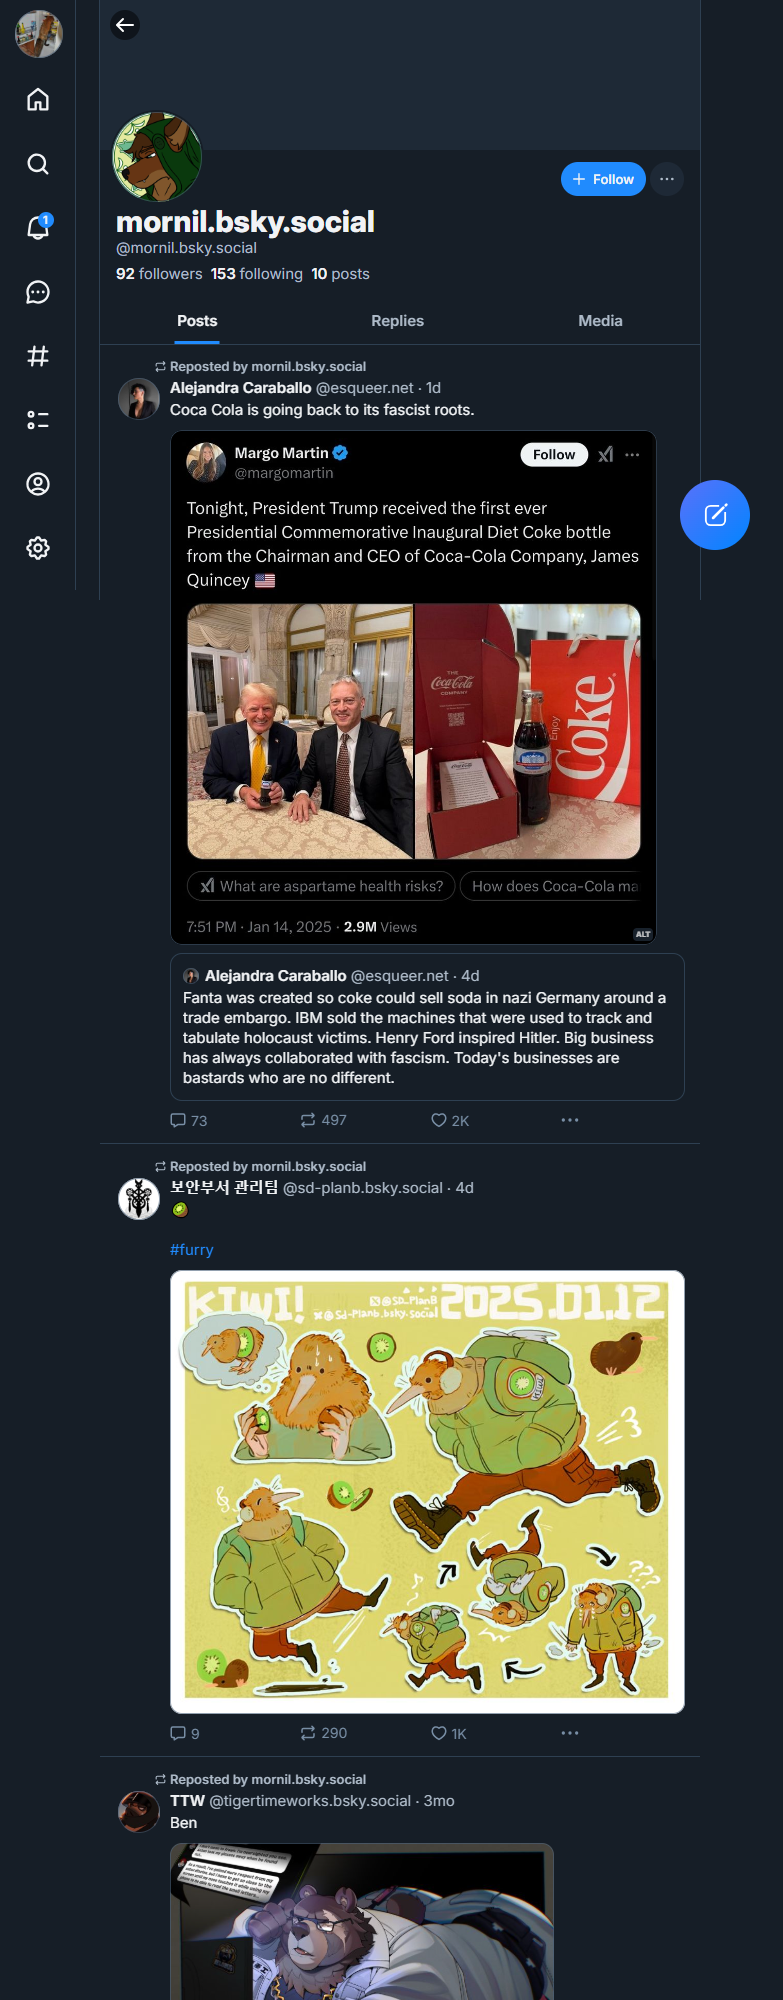 1
+ Follow
mornil.bsky.social
@mornil.bsky.social
92 followers 153 following 10 posts
Posts
Replies
Media
Reposted by mornil.bsky.social
Alejandra Caraballo @esqueer.net · 1d
Coca Cola is going back to its fascist roots.
Margo Martin
Follow
@margomartin
Tonight, President Trump received the first ever
Presidential Commemorative Inaugural Diet Coke bottle
from the Chairman and CEO of Coca-Cola Company, James
Quincey 🇺🇸
THE
Coca-Cola
COMPANY
Enjoy
Coke
What are aspartame health risks?
How does Coca-Cola ma
7:51 PM · Jan 14, 2025 · 2.9M Views
ALT
Alejandra Caraballo @esqueer.net · 4d
Fanta was created so coke could sell soda in nazi Germany around a
trade embargo. IBM sold the machines that were used to track and
tabulate holocaust victims. Henry Ford inspired Hitler. Big business
has always collaborated with fascism. Today's businesses are
bastards who are no different.
73
497
2K
Reposted by mornil.bsky.social
보안부서 관리팀 @sd-planb.bsky.social · 4d
🥝
#furry
KIWI!
@SD_PlanB
@Sd-Planb.bsky.social
2025.01.12
???
9
290
1K
Reposted by mornil.bsky.social
TTW @tigertimeworks.bsky.social · 3mo
Ben